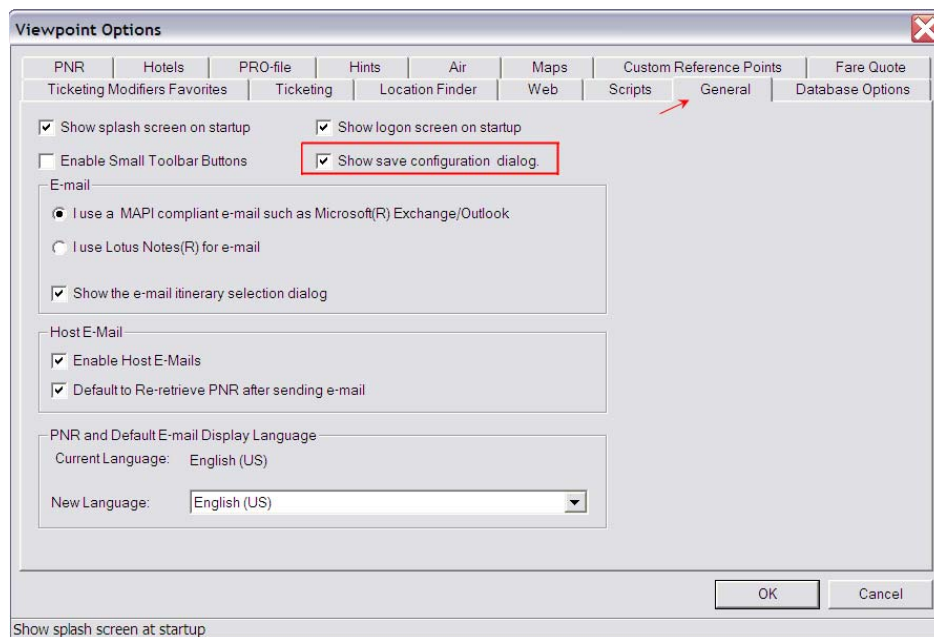 Viewpoint Options
PNR Hotels PRO-file Hints Air Maps Custom Reference Points Fare Quote
Ticketing Modifiers Favorites Ticketing Location Finder Web Scripts General Database Options
Show splash screen on startup Show logon screen on startup
Enable Small Toolbar Buttons Show save configuration dialog.
E-mail
I use a MAPI compliant e-mail such as Microsoft(R) Exchange/Outlook
I use Lotus Notes(R) for e-mail
Show the e-mail itinerary selection dialog
Host E-Mail
Enable Host E-Mails
Default to Re-retrieve PNR after sending e-mail
PNR and Default E-mail Display Language
Current Language: English (US)
New Language: English (US)
OK Cancel
Show splash screen at startup